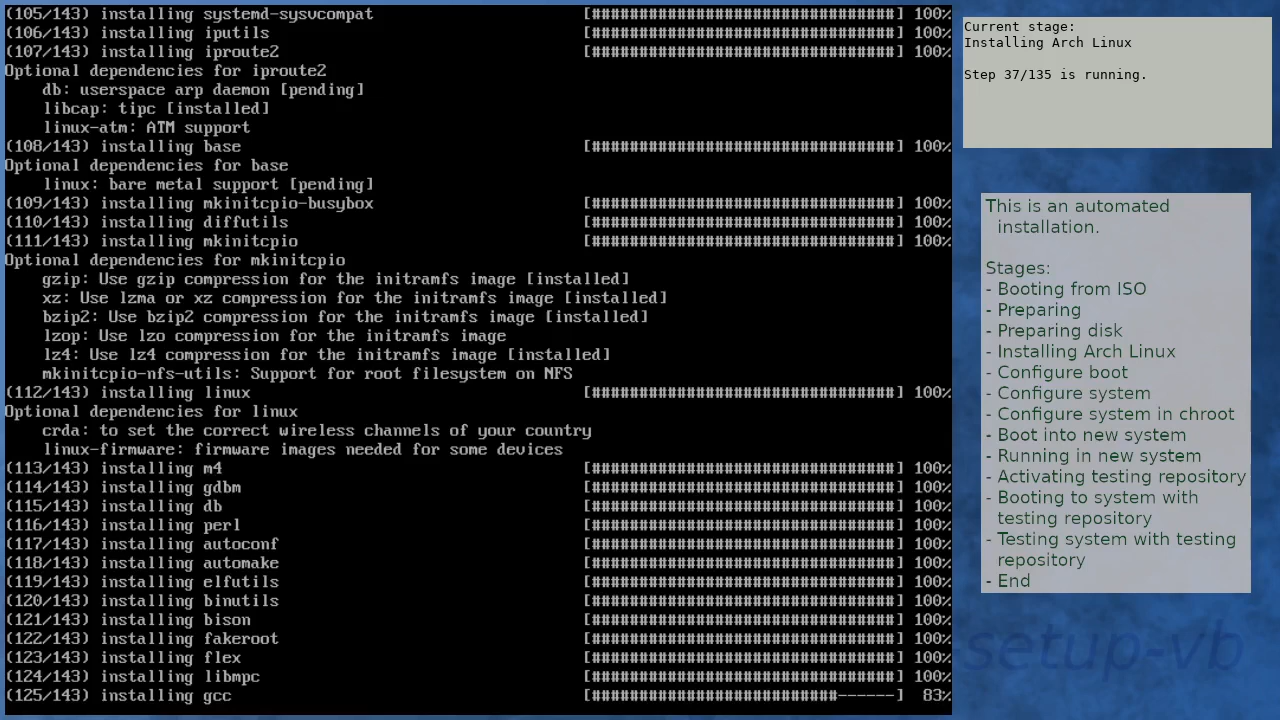 (105/143) installing systemd-sysvcompat [################################] 100%
(106/143) installing iputils [################################] 100%
(107/143) installing iproute2 [################################] 100%
Optional dependencies for iproute2
db: userspace arp daemon [pending]
libcap: tipc [installed]
linux-atm: ATM support
(108/143) installing base [################################] 100%
Optional dependencies for base
linux: bare metal support [pending]
(109/143) installing mkinitcpio-busybox [################################] 100%
(110/143) installing diffutils [################################] 100%
(111/143) installing mkinitcpio [################################] 100%
Optional dependencies for mkinitcpio
gzip: Use gzip compression for the initramfs image [installed]
xz: Use lzma or xz compression for the initramfs image [installed]
bzip2: Use bzip2 compression for the initramfs image [installed]
lzop: Use lzo compression for the initramfs image
lz4: Use lz4 compression for the initramfs image [installed]
mkinitcpio-nfs-utils: Support for root filesystem on NFS
(112/143) installing linux [################################] 100%
Optional dependencies for linux
crda: to set the correct wireless channels of your country
linux-firmware: firmware images needed for some devices
(113/143) installing m4 [################################] 100%
(114/143) installing gdbm [################################] 100%
(115/143) installing db [################################] 100%
(116/143) installing perl [################################] 100%
(117/143) installing autoconf [################################] 100%
(118/143) installing automake [################################] 100%
(119/143) installing elfutils [################################] 100%
(120/143) installing binutils [################################] 100%
(121/143) installing bison [################################] 100%
(122/143) installing fakeroot [################################] 100%
(123/143) installing flex [################################] 100%
(124/143) installing libmpc [################################] 100%
(125/143) installing gcc [##########################------] 83%
Current stage:
Installing Arch Linux
Step 37/135 is running.
This is an automated
installation.
Stages:
- Booting from ISO
- Preparing
- Preparing disk
- Installing Arch Linux
- Configure boot
- Configure system
- Configure system in chroot
- Boot into new system
- Running in new system
- Activating testing repository
- Booting to system with
testing repository
- Testing system with testing
repository
- End
setup-vb